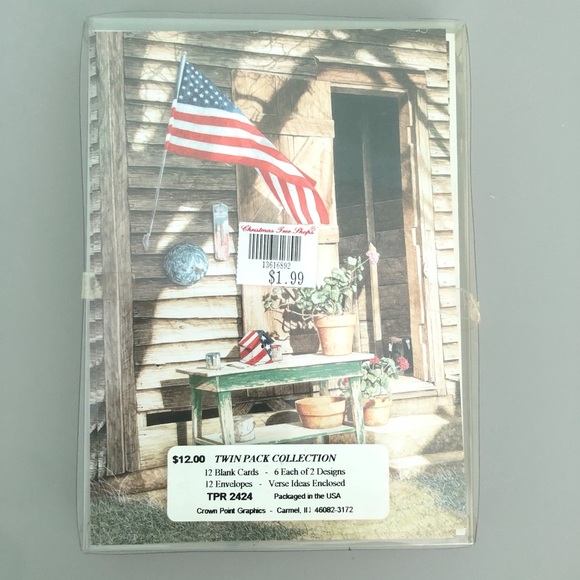 Christmas Tree Shops
13616892
$1.99
$12.00 TWIN PACK COLLECTION
12 Blank Cards - 6 Each of 2 Designs
12 Envelopes - Verse Ideas Enclosed
TPR 2424 Packaged in the USA
Crown Point Graphics - Carmel, 46082-3172